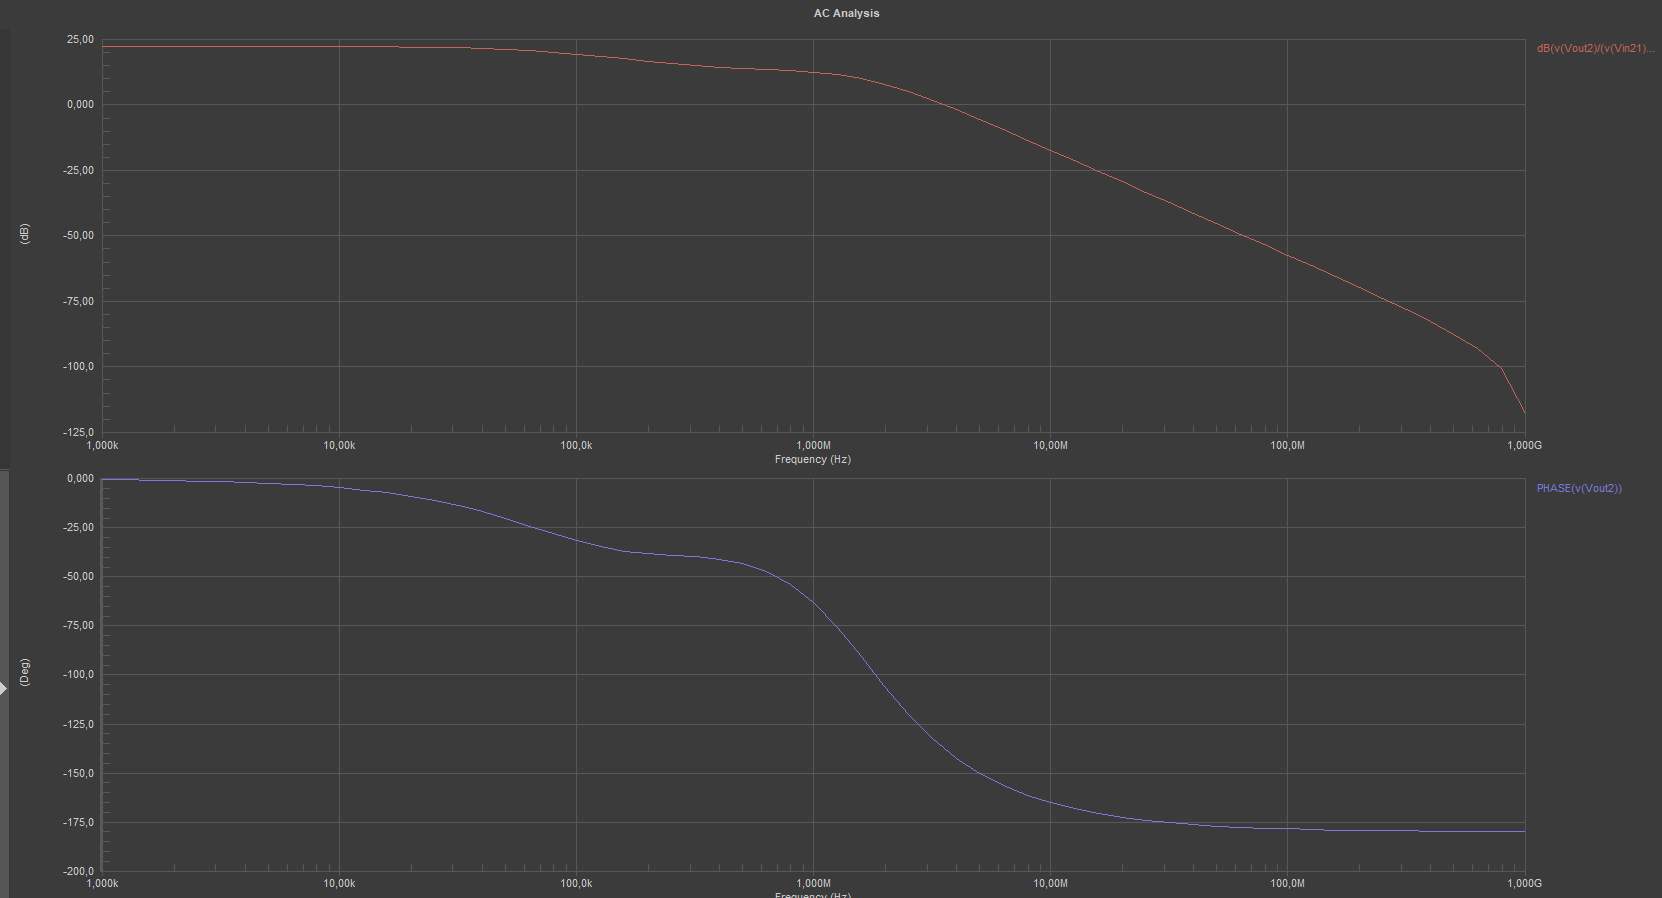 AC Analysis
25,00
0,000
-25,00
-50,00
-75,00
-100,0
-125,0
(dB)
dB(v(Vout2)/(v(Vin21)...
1,000k 10,00k 100,0k 1,000M 10,00M 100,0M 1,000G
Frequency (Hz)
0,000
-25,00
-50,00
-75,00
-100,0
-125,0
-150,0
-175,0
-200,0
(Deg)
PHASE(v(Vout2))
1,000k 10,00k 100,0k 1,000M 10,00M 100,0M 1,000G
Frequency (Hz)